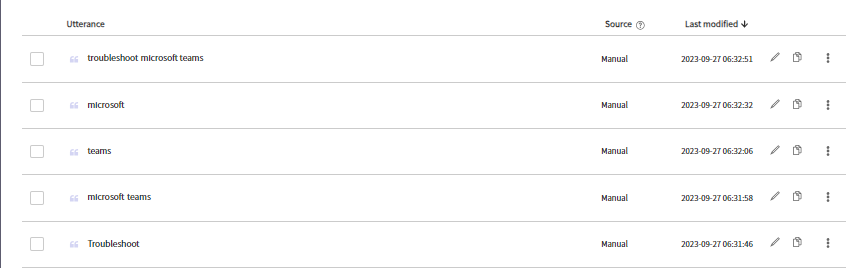 Utterance Source ? Last modified
troubleshoot microsoft teams Manual 2023-09-27 06:32:51
microsoft Manual 2023-09-27 06:32:32
teams Manual 2023-09-27 06:32:06
microsoft teams Manual 2023-09-27 06:31:58
Troubleshoot Manual 2023-09-27 06:31:46